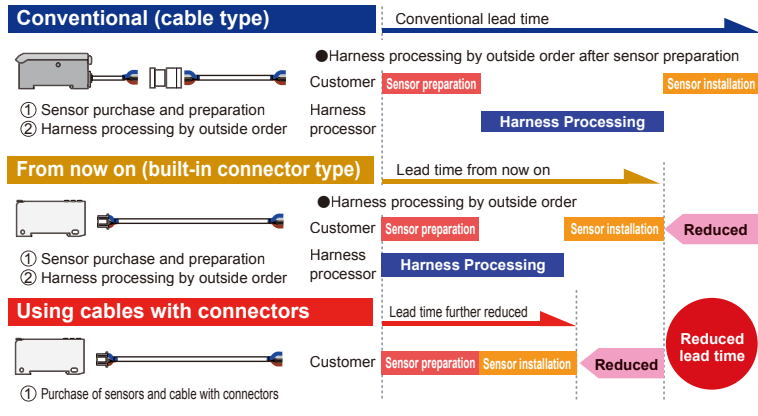 Conventional (cable type)
Conventional lead time
●Harness processing by outside order after sensor preparation
Customer
Sensor preparation
Sensor installation
① Sensor purchase and preparation
② Harness processing by outside order
Harness
processor
Harness Processing
From now on (built-in connector type)
Lead time from now on
●Harness processing by outside order
Customer
Sensor preparation
Sensor installation
Reduced
① Sensor purchase and preparation
② Harness processing by outside order
Harness
processor
Harness Processing
Using cables with connectors
Lead time further reduced
Customer
Sensor preparation
Sensor installation
Reduced
Reduced
lead time
① Purchase of sensors and cable with connectors